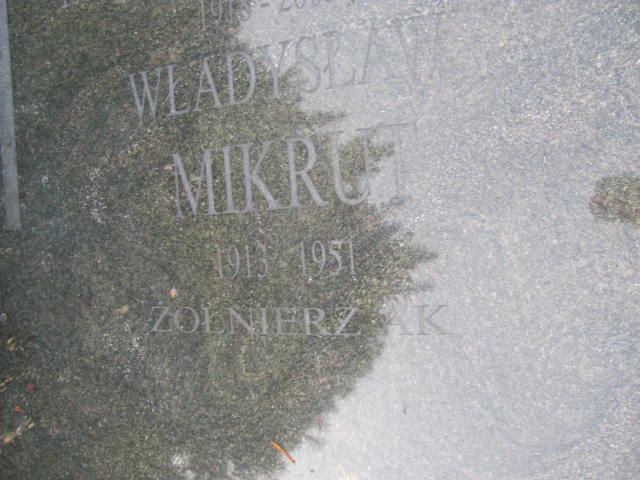 WŁADYSŁAW
MIKRUT
1913 1951
ŻOŁNIERZ AK